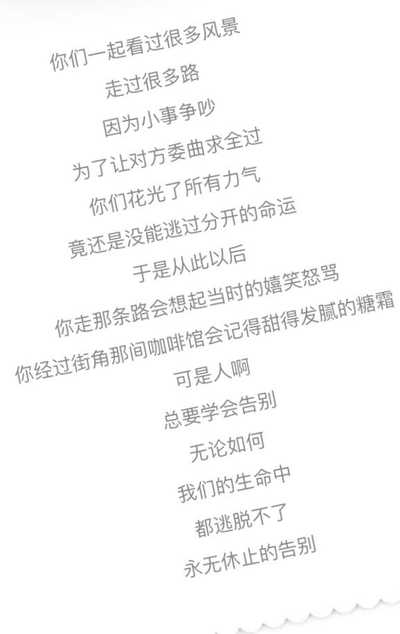 你们一起看过很多风景
走过很多路
因为小事争吵
为了让对方委曲求全过
你们花光了所有力气
竟还是没能逃过分开的命运
于是从此以后
你走那条路会想起当时的嬉笑怒骂
你经过街角那间咖啡馆会记得甜得发腻的糖霜
可是人啊
总要学会告别
无论如何
我们的生命中
都逃脱不了
永无休止的告别